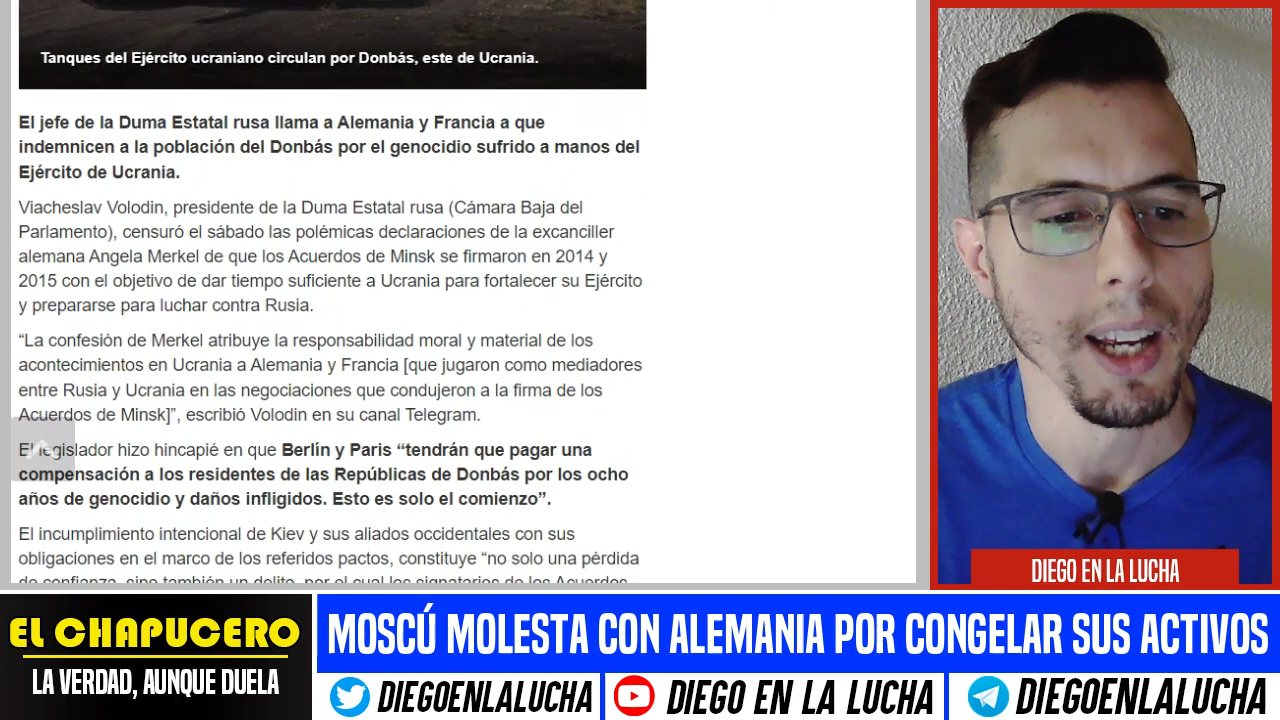 Tanques del Ejército ucraniano circulan por Donbás, este de Ucrania.
El jefe de la Duma Estatal rusa llama a Alemania y Francia a que
indemnicen a la población del Donbás por el genocidio sufrido a manos del
Ejército de Ucrania.
Viacheslav Volodin, presidente de la Duma Estatal rusa (Cámara Baja del
Parlamento), censuró el sábado las polémicas declaraciones de la excanciller
alemana Angela Merkel de que los Acuerdos de Minsk se firmaron en 2014 y
2015 con el objetivo de dar tiempo suficiente a Ucrania para fortalecer su Ejército
y prepararse para luchar contra Rusia.
“La confesión de Merkel atribuye la responsabilidad moral y material de los
acontecimientos en Ucrania a Alemania y Francia [que jugaron como mediadores
entre Rusia y Ucrania en las negociaciones que condujeron a la firma de los
Acuerdos de Minsk]”, escribió Volodin en su canal Telegram.
El legislador hizo hincapié en que Berlín y Paris “tendrán que pagar una
compensación a los residentes de las Repúblicas de Donbás por los ocho
años de genocidio y daños infligidos. Esto es solo el comienzo”.
El incumplimiento intencional de Kiev y sus aliados occidentales con sus
obligaciones en el marco de los referidos pactos, constituye “no solo una pérdida
de confianza, sino también un delito, por el cual los signatarios de los Acuerdos
DIEGO EN LA LUCHA
EL CHAPUCERO
LA VERDAD, AUNQUE DUELA
MOSCÚ MOLESTA CON ALEMANIA POR CONGELAR SUS ACTIVOS
DIEGOENLALUCHA
DIEGO EN LA LUCHA
DIEGOENLALUCHA